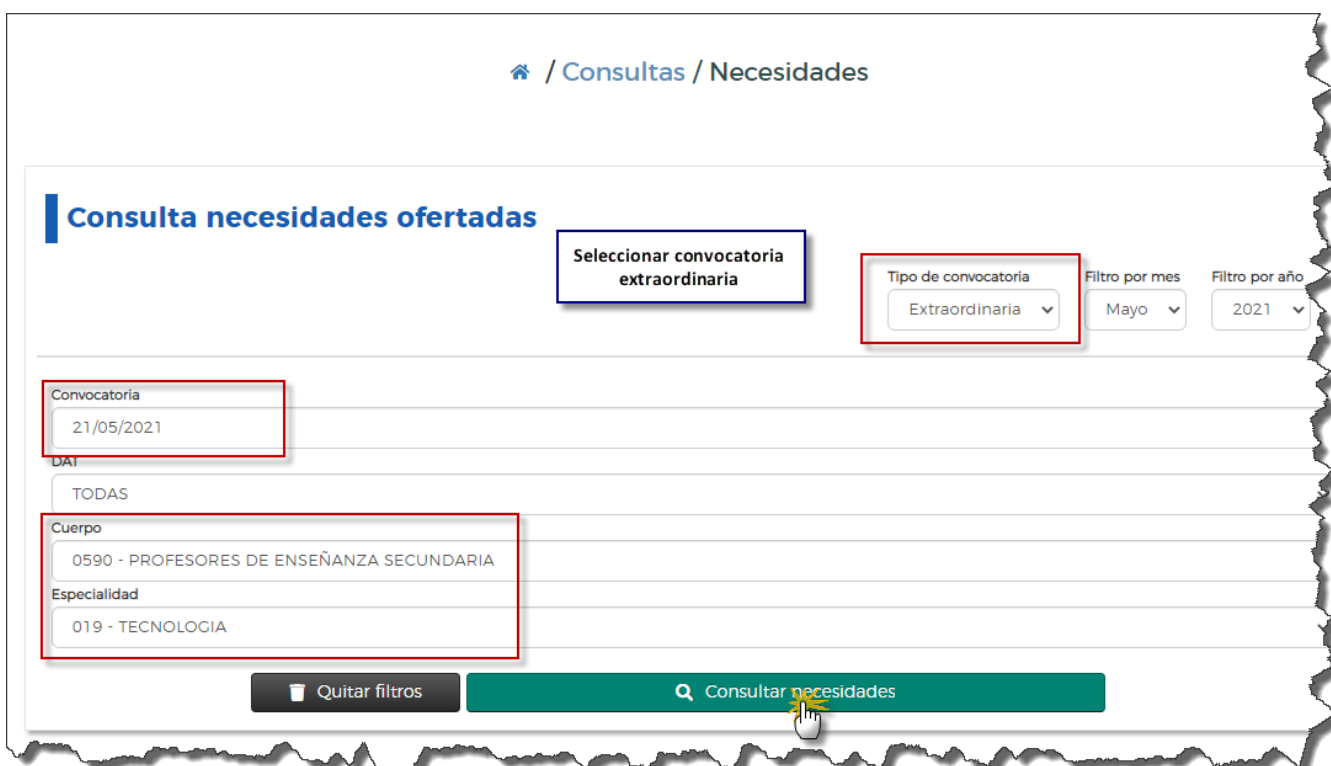 / Consultas / Necesidades
Consulta necesidades ofertadas
Seleccionar convocatoria
extraordinaria
Tipo de convocatoria
Filtro por mes
Filtro por año
Extraordinaria
Mayo
2021
Convocatoria
21/05/2021
DAT
TODAS
Cuerpo
0590 - PROFESORES DE ENSEÑANZA SECUNDARIA
Especialidad
019 - TECNOLOGIA
Quitar filtros
Consultar necesidades